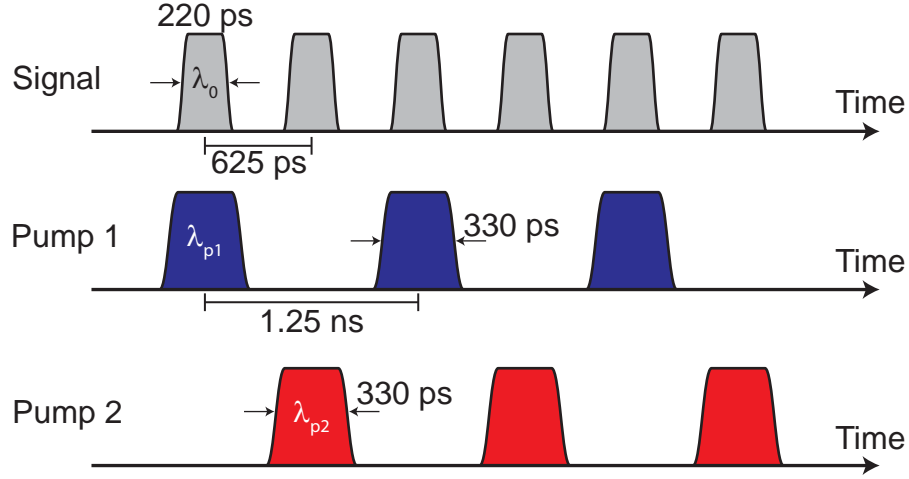 220 ps
Signal
λ0
Time
625 ps
Pump 1
λp1
330 ps
Time
1.25 ns
Pump 2
λp2
330 ps
Time